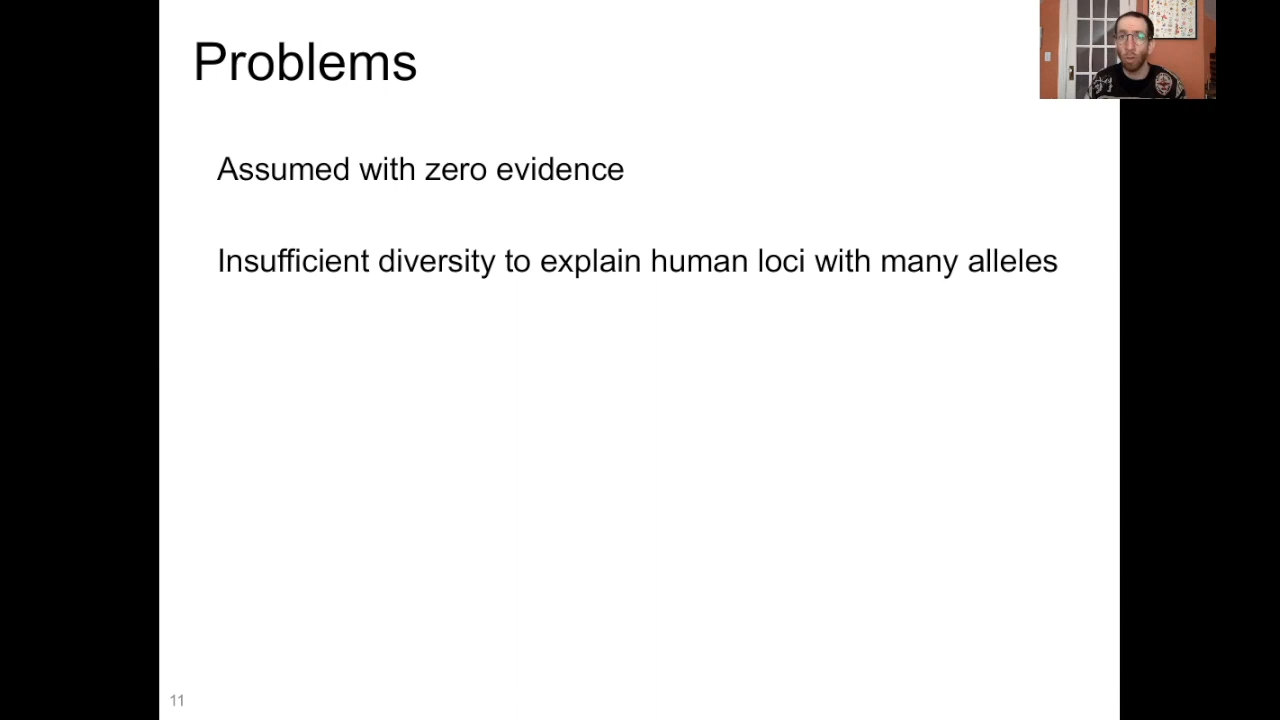 Problems
Assumed with zero evidence
Insufficient diversity to explain human loci with many alleles
11